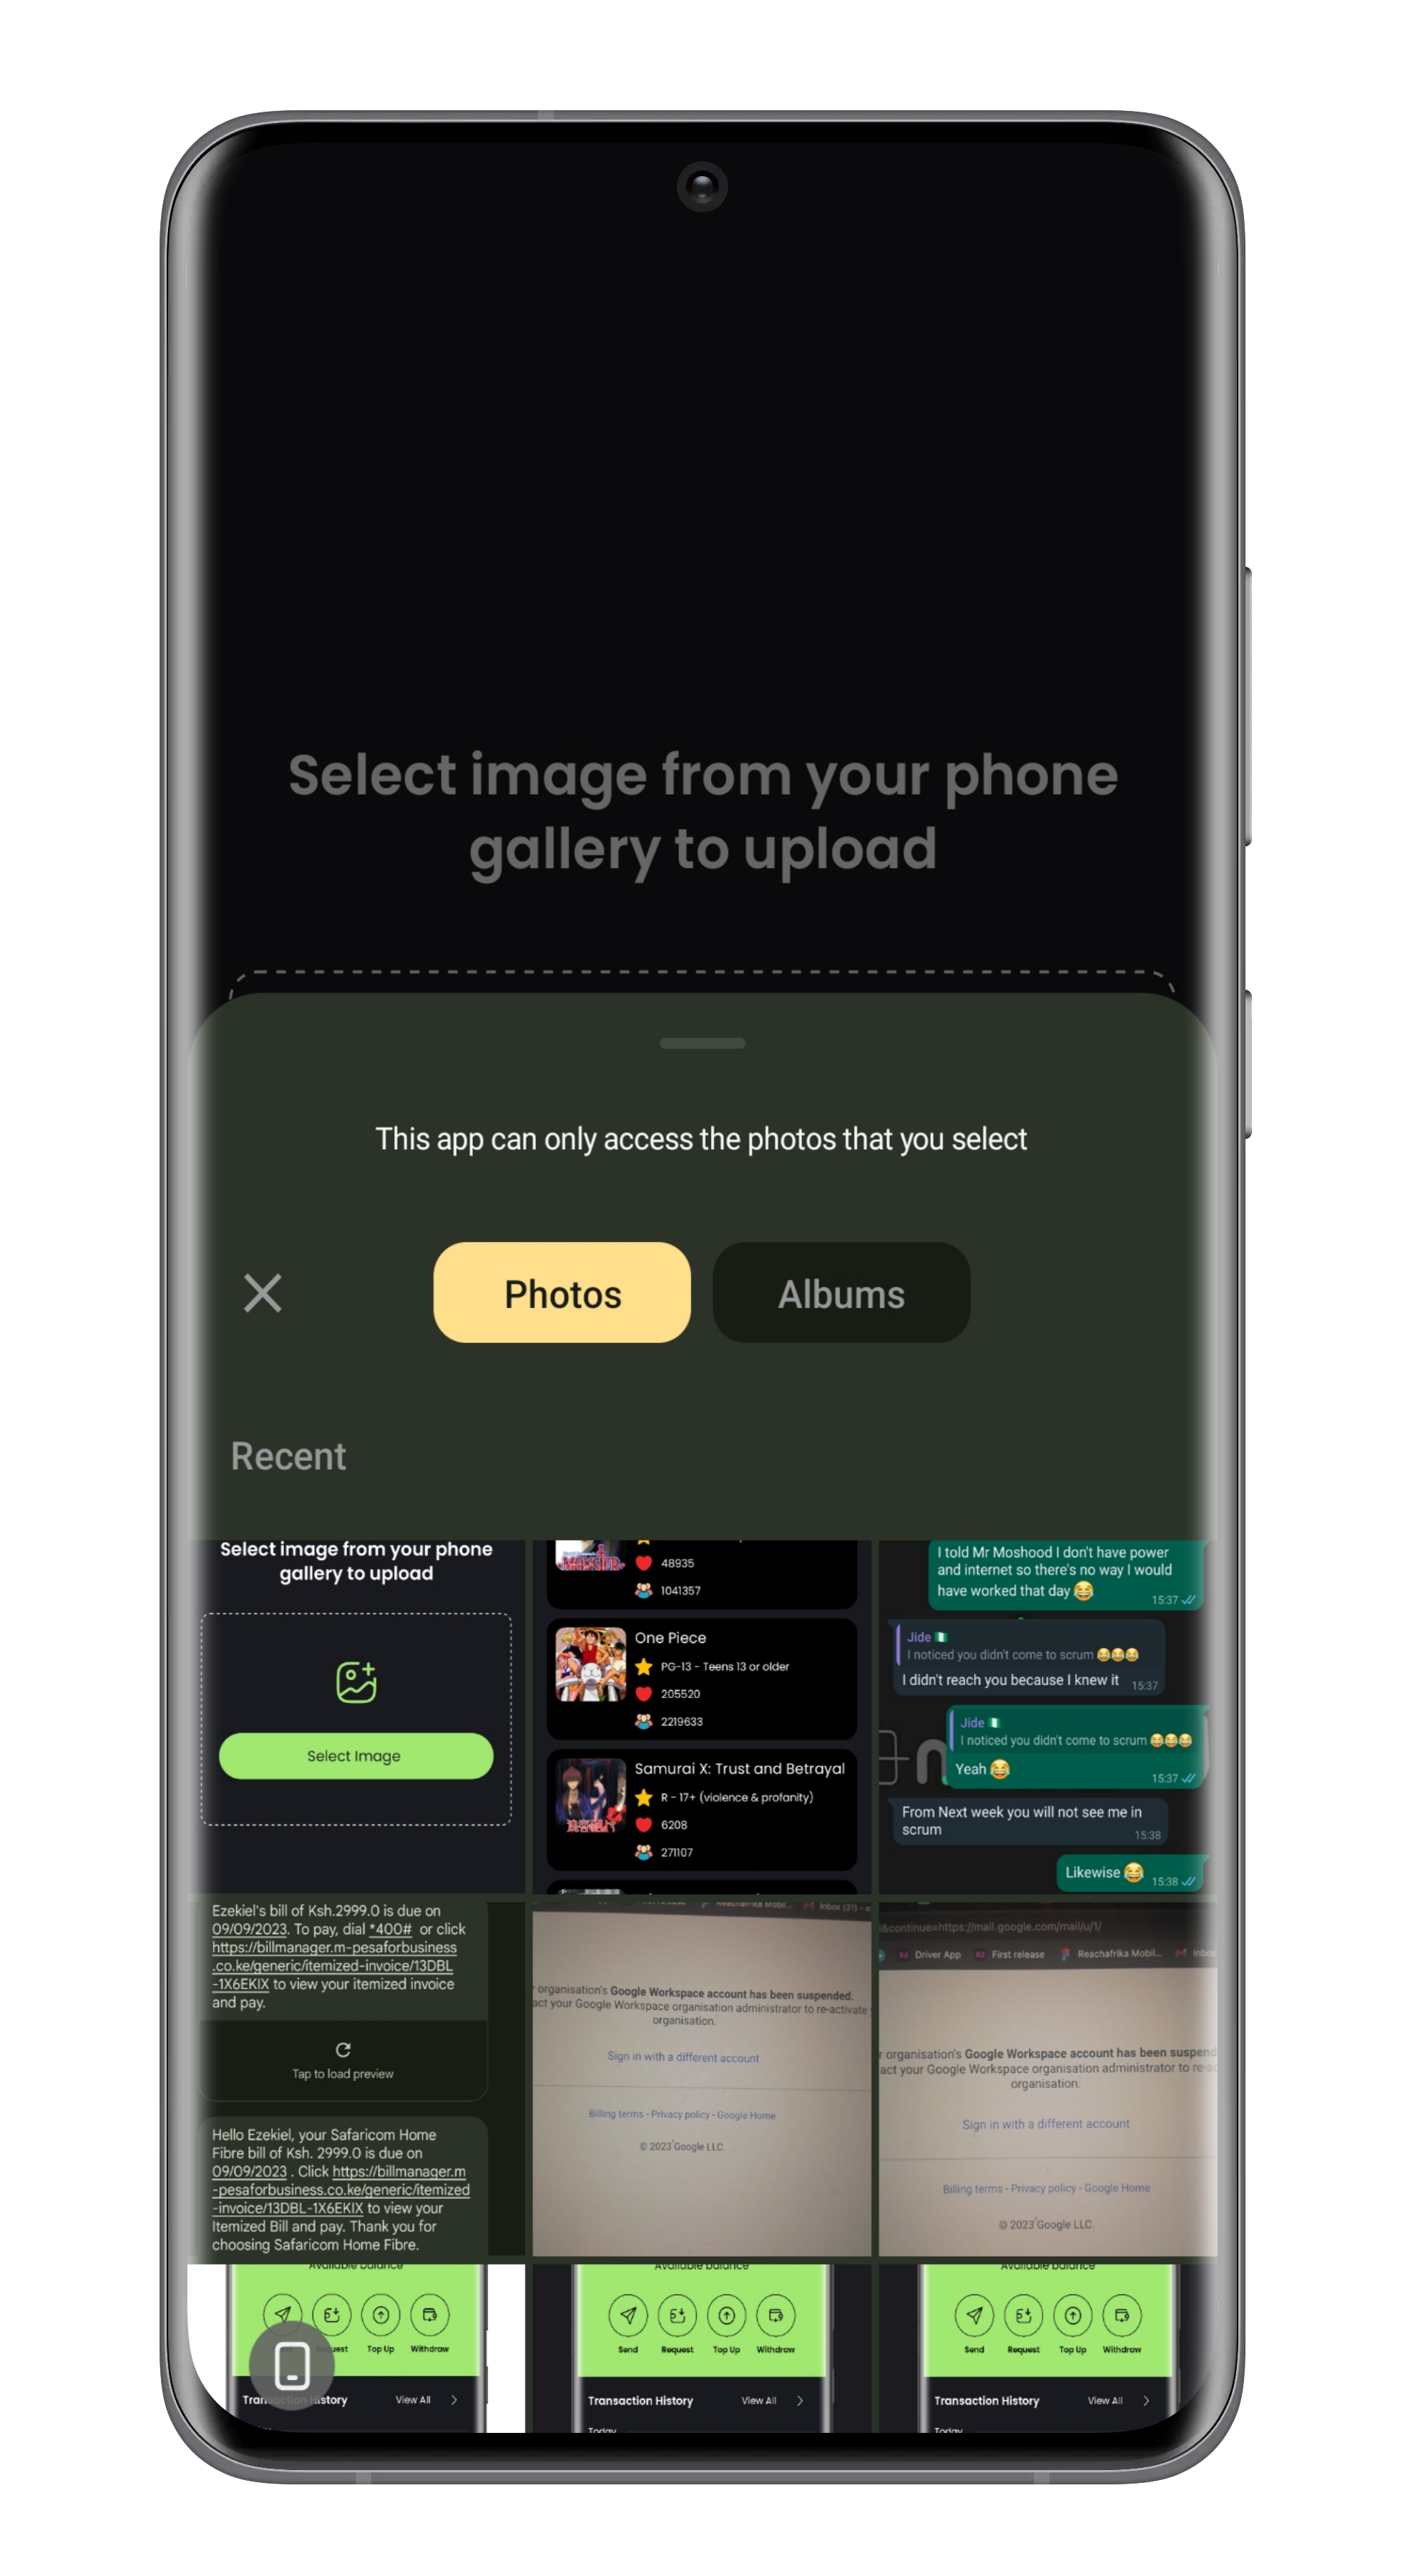 Select image from your phone
gallery to upload
This app can only access the photos that you select
Photos
Albums
Recent
Select image from your phone
gallery to upload
Select Image
48935
1041357
One Piece
PG-13 - Teens 13 or older
205520
2219633
Samurai X: Trust and Betrayal
R - 17+ (violence & profanity)
6208
271107
I told Mr Moshood I don't have power
and internet so there's no way I would
have worked that day 😂
15:37
Jide 🇳🇬
I noticed you didn't come to scrum 😂😂😂
I didn't reach you because I knew it
15:37
Jide 🇳🇬
I noticed you didn't come to scrum 😂😂😂
Yeah 😂
15:37
From Next week you will not see me in
scrum
15:38
Likewise 😂
15:38
Ezekiel's bill of Ksh.2999.0 is due on
09/09/2023. To pay, dial *400# or click
https://billmanager.m-pesaforbusiness
.co.ke/generic/itemized-invoice/13DBL
-1X6EKIX to view your itemized invoice
and pay.
Tap to load preview
Hello Ezekiel, your Safaricom Home
Fibre bill of Ksh. 2999.0 is due on
09/09/2023 . Click https://billmanager.m
-pesaforbusiness.co.ke/generic/itemized
-invoice/13DBL-1X6EKIX to view your
Itemized Bill and pay. Thank you for
choosing Safaricom Home Fibre.
Reachafrika Mobil... Inbox (31)
organisation's Google Workspace account has been suspended.
act your Google Workspace organisation administrator to re-activate
organisation.
Sign in with a different account
Billing terms - Privacy policy - Google Home
© 2023 Google LLC.
&continue=https://mail.google.com/mail/u/1/
Driver App
First release
Reachafrika Mobil...
Inbox
organisation's Google Workspace account has been suspend
act your Google Workspace organisation administrator to re-a
organisation.
Sign in with a different account
Billing terms - Privacy policy - Google Home
© 2023 Google LLC.
Available balance
Top Up
Withdraw
View All
Available balance
Send
Request
Top Up
Withdraw
Transaction History
View All
Today
Available balance
Send
Request
Top Up
Withdraw
Transaction History
View All
Today